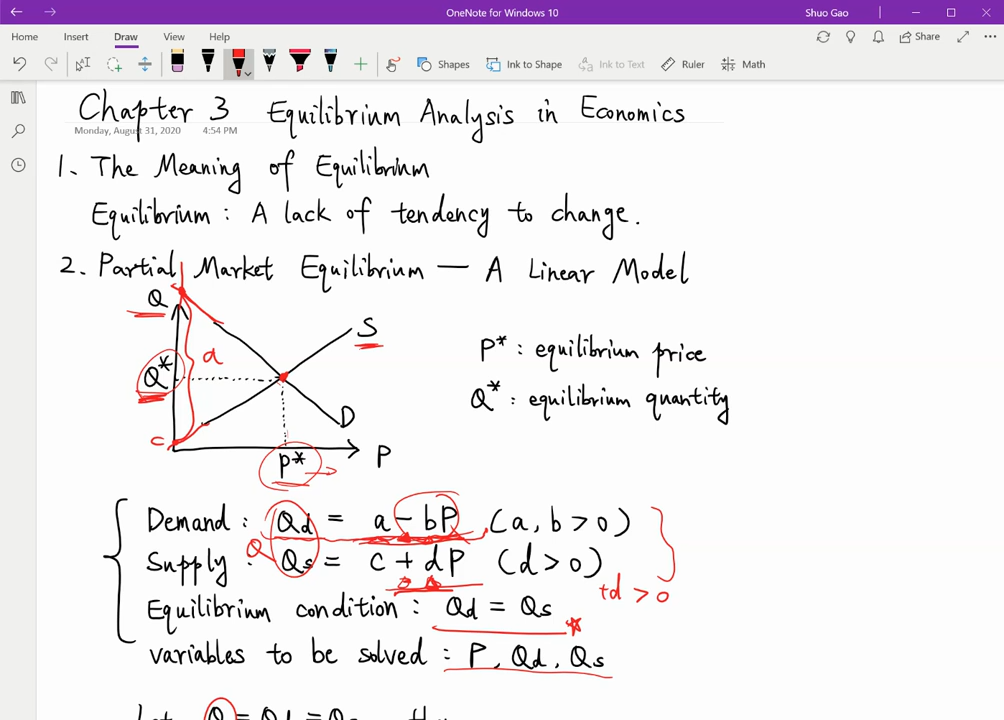 OneNote for Windows 10
Shuo Gao
Home Insert Draw View Help
Share
Shapes Ink to Shape Ink to Text Ruler Math
Chapter 3 Equilibrium Analysis in Economics
Monday, August 31, 2020 4:54 PM
1. The Meaning of Equilibrium
Equilibrium : A lack of tendency to change.
2. Partial Market Equilibrium — A Linear Model
Q
S
a
Q*
D
C
P
P*
P* : equilibrium price
Q* : equilibrium quantity
Demand : Qd = a - bP , (a, b > 0)
Q
Supply : Qs = c + dP (d > 0)
+d > 0
Equilibrium condition : Qd = Qs
variables to be solved : P, Qd, Qs
Let Q = Qd = Qs